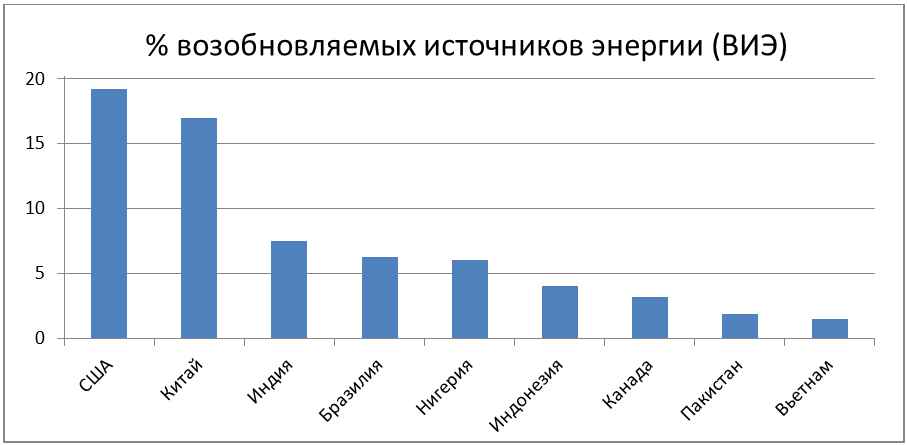 % возобновляемых источников энергии (ВИЭ)
20
15
10
5
0
США
Китай
Индия
Бразилия
Нигерия
Индонезия
Канада
Пакистан
Вьетнам